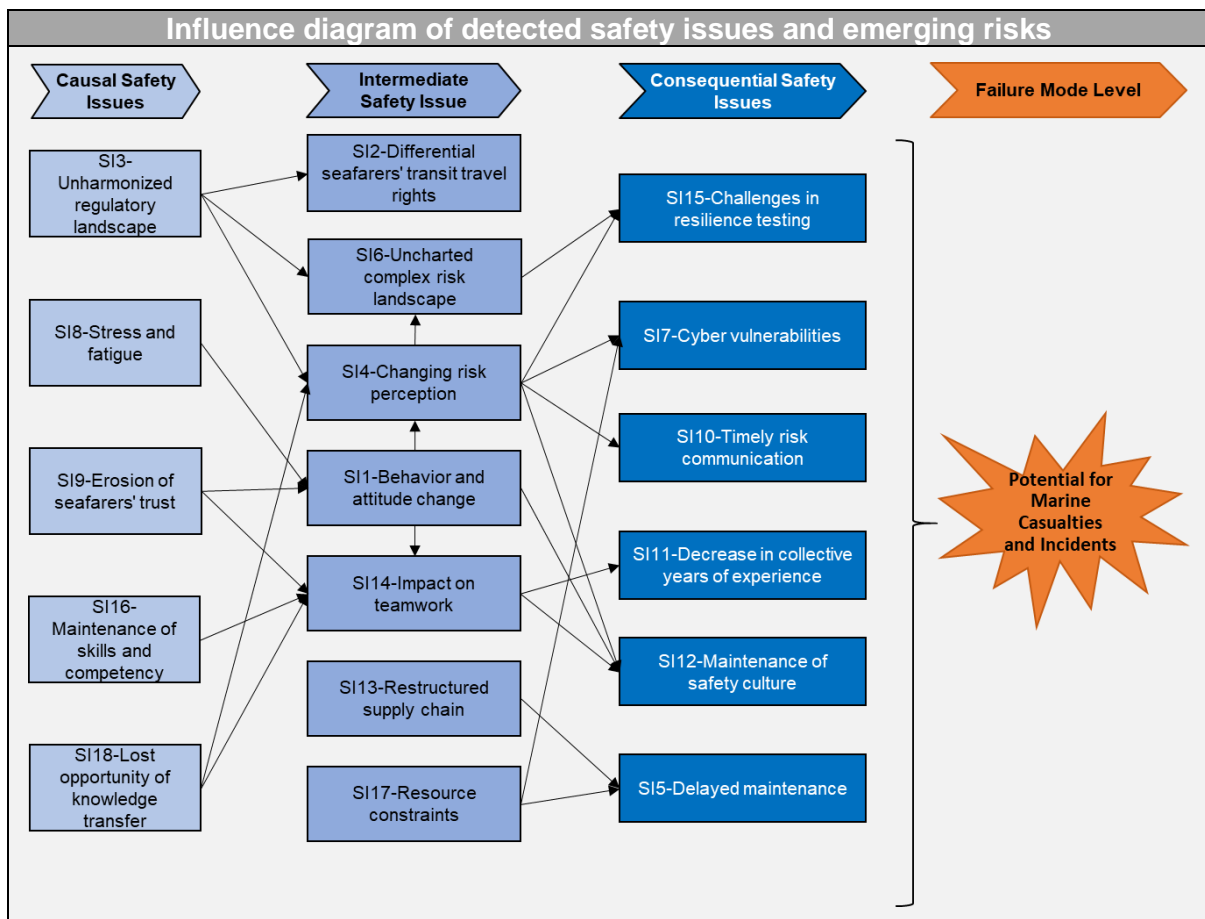 Influence diagram of detected safety issues and emerging risks
Causal Safety
Issues
Intermediate
Safety Issue
Consequential Safety
Issues
Failure Mode Level
SI3-
Unharmonized
regulatory
landscape
SI8-Stress and
fatigue
SI9-Erosion of
seafarers' trust
SI16-
Maintenance of
skills and
competency
SI18-Lost
opportunity of
knowledge
transfer
SI2-Differential
seafarers' transit travel
rights
SI6-Uncharted
complex risk
landscape
SI4-Changing risk
perception
SI1-Behavior and
attitude change
SI14-Impact on
teamwork
SI13-Restructured
supply chain
SI17-Resource
constraints
SI15-Challenges in
resilience testing
SI7-Cyber vulnerabilities
SI10-Timely risk
communication
SI11-Decrease in collective
years of experience
SI12-Maintenance of
safety culture
SI5-Delayed maintenance
Potential for
Marine
Casualties
and Incidents